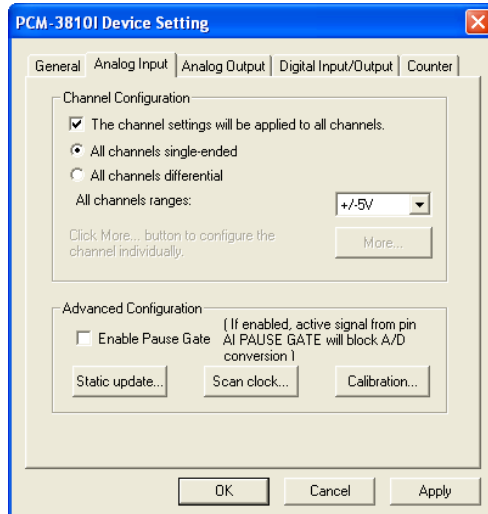 PCM-3810I Device Setting
General Analog Input Analog Output Digital Input/Output Counter
Channel Configuration
The channel settings will be applied to all channels.
All channels single-ended
All channels differential
All channels ranges: +/-5V
Click More... button to configure the
channel individually.
More...
Advanced Configuration
Enable Pause Gate
( If enabled, active signal from pin
AI PAUSE GATE will block A/D
conversion )
Static update... Scan clock... Calibration...
OK Cancel Apply